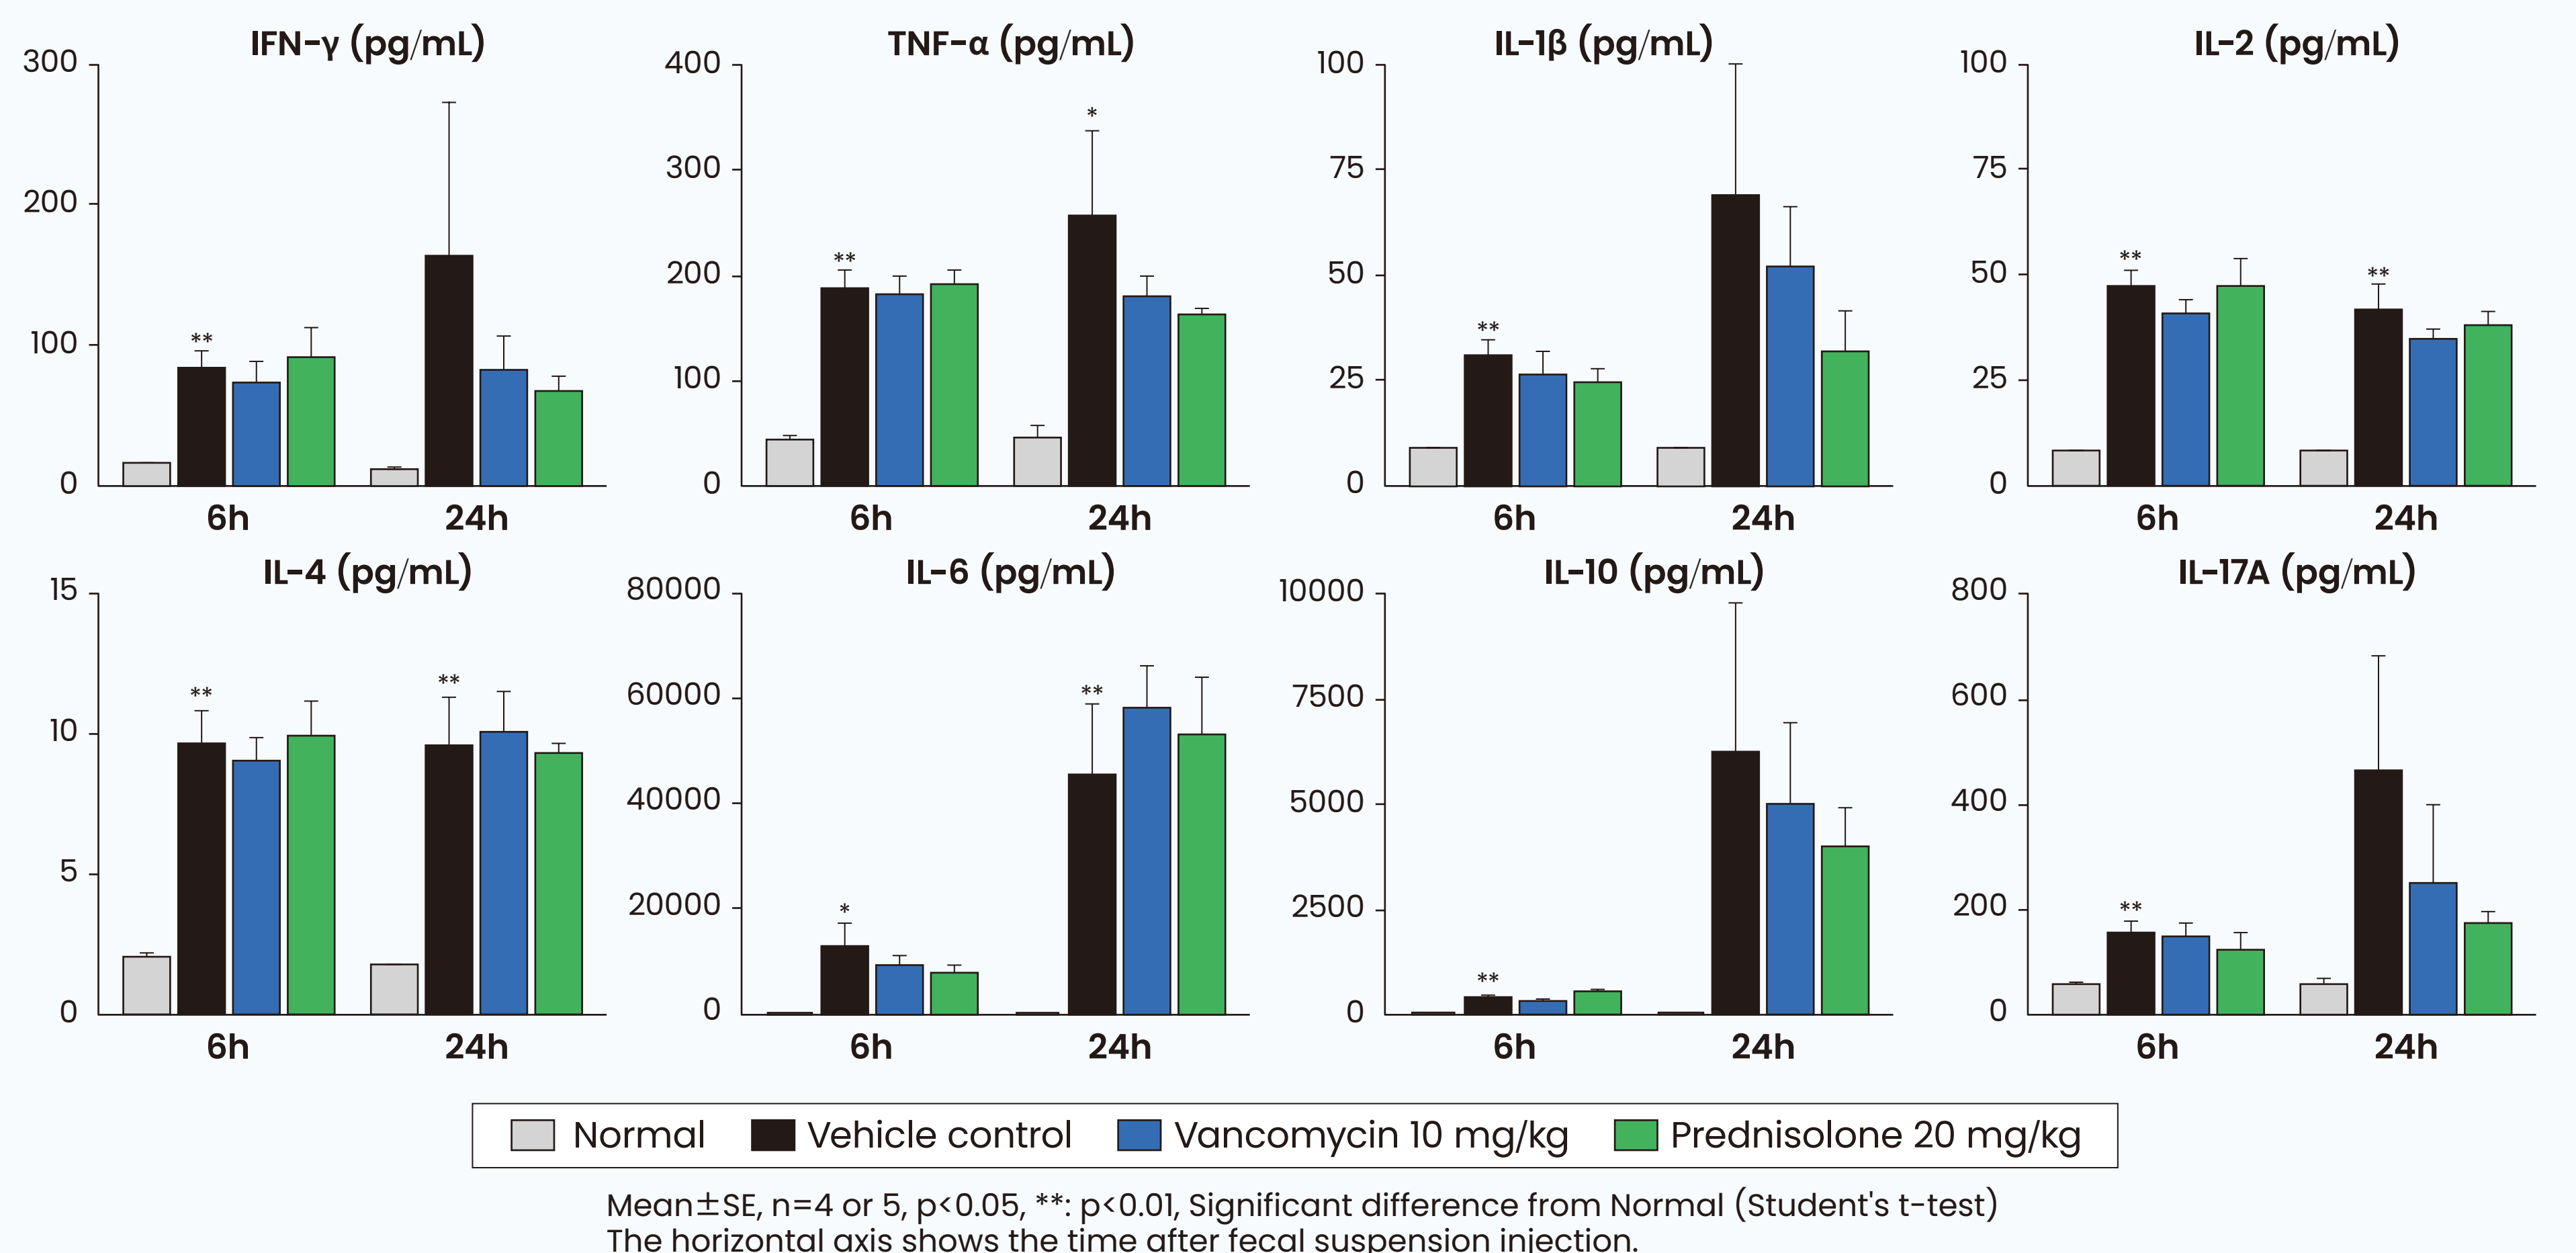 IFN-γ (pg/mL)
300
200
100
0
**
6h
24h
TNF-α (pg/mL)
400
300
200
100
0
**
*
6h
24h
IL-1β (pg/mL)
100
75
50
25
0
**
6h
24h
IL-2 (pg/mL)
100
75
50
25
0
**
**
6h
24h
IL-4 (pg/mL)
15
10
5
0
**
**
6h
24h
IL-6 (pg/mL)
80000
60000
40000
20000
0
*
**
6h
24h
IL-10 (pg/mL)
10000
7500
5000
2500
0
**
6h
24h
IL-17A (pg/mL)
800
600
400
200
0
**
6h
24h
Normal Vehicle control Vancomycin 10 mg/kg Prednisolone 20 mg/kg
Mean±SE, n=4 or 5, p<0.05, **: p<0.01, Significant difference from Normal (Student's t-test)
The horizontal axis shows the time after fecal suspension injection.